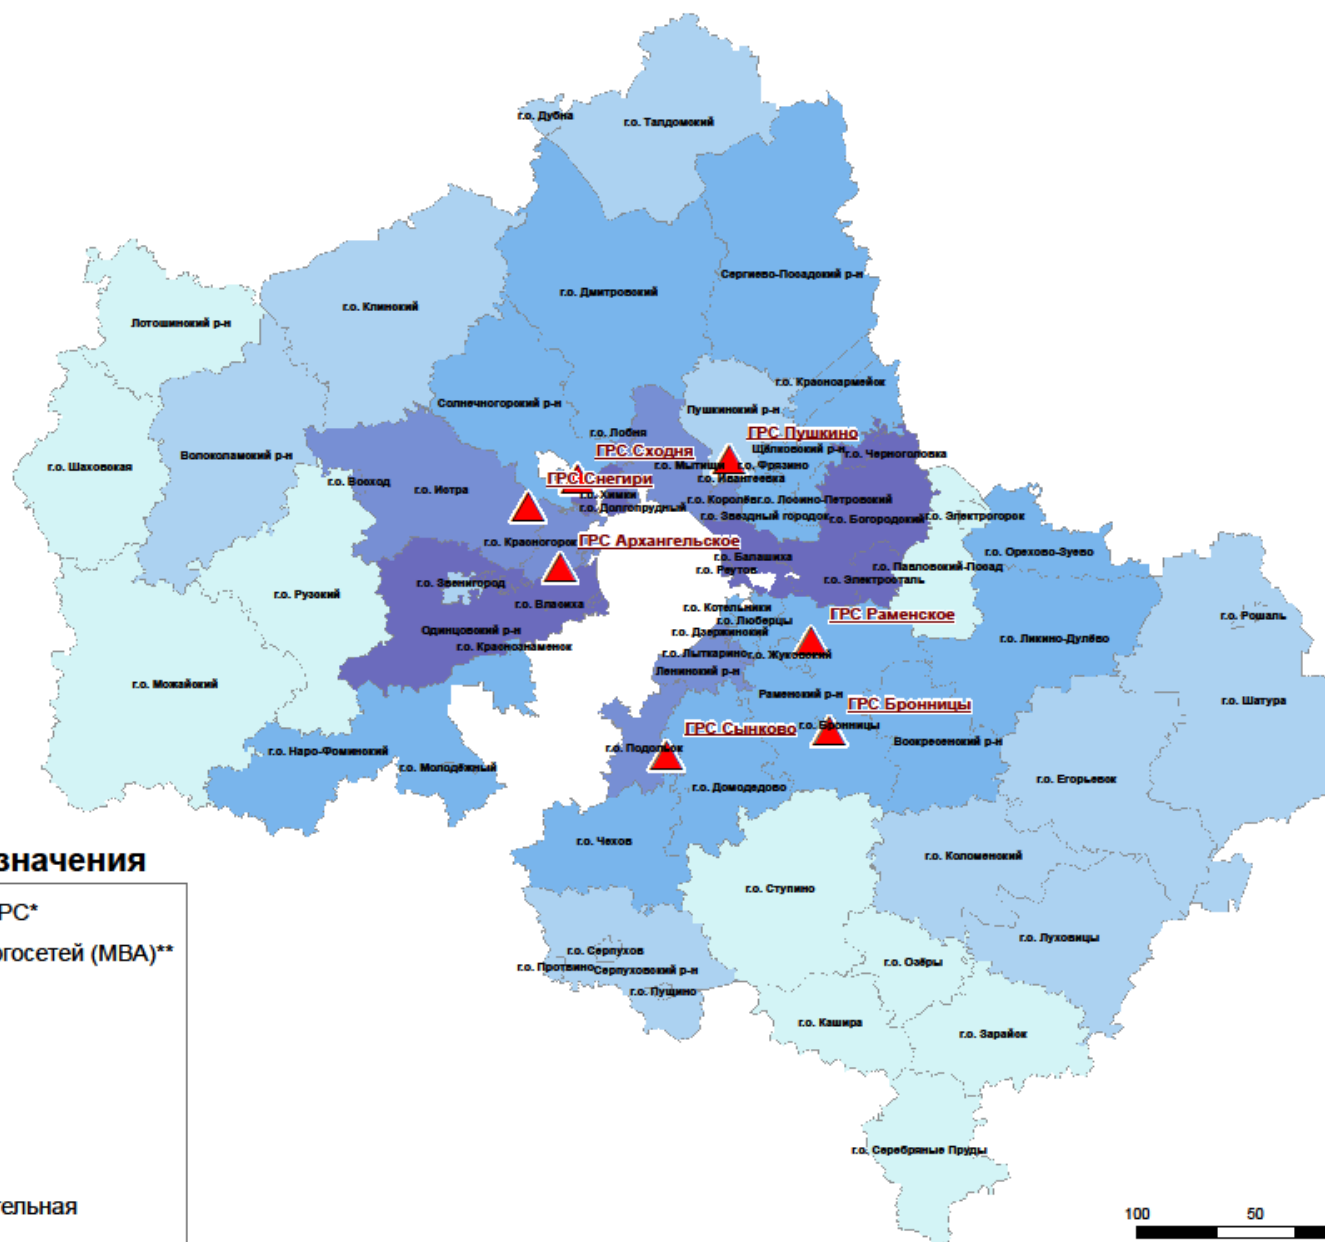 г.о. Дубна
г.о. Талдомский
Сергиево-Посадский р-н
г.о. Дмитровский
г.о. Клинский
Лотошинский р-н
г.о. Красноармейск
Солнечногорский р-н
Пушкинский р-н
г.о. Лобня
ГРС Пушкино
ГРС Сходня
Щёлковский р-н
г.о. Черноголовка
Волоколамский р-н
г.о. Шаховская
г.о. Мытищи
г.о. Фрязино
ГРС Снегири
г.о. Ивантеевка
г.о. Восход
г.о. Истра
г.о. Химки
г.о. Королёв
г.о. Лосино-Петровский
г.о. Долгопрудный
г.о. Звездный городок
г.о. Богородский
г.о. Электрогорск
г.о. Красногорск
ГРС Архангельское
г.о. Балашиха
г.о. Орехово-Зуево
г.о. Реутов
г.о. Павловский-Посад
г.о. Электросталь
г.о. Звенигород
г.о. Рузский
г.о. Власиха
г.о. Котельники
ГРС Раменское
г.о. Рошаль
г.о. Люберцы
Одинцовский р-н
г.о. Дзержинский
г.о. Ликино-Дулёво
г.о. Краснознаменск
г.о. Лыткарино
г.о. Жуковский
Ленинский р-н
г.о. Можайский
Раменский р-н
г.о. Шатура
ГРС Бронницы
г.о. Бронницы
ГРС Сынково
Воскресенский р-н
г.о. Подольск
г.о. Наро-Фоминский
г.о. Молодёжный
г.о. Егорьевск
г.о. Домодедово
г.о. Чехов
г.о. Коломенский
г.о. Ступино
г.о. Луховицы
г.о. Серпухов
г.о. Озёры
г.о. Протвино
Серпуховский р-н
г.о. Пущино
г.о. Кашира
г.о. Зарайск
г.о. Серебряные Пруды
значения
РС*
огосетей (МВА)**
тельная
100 50